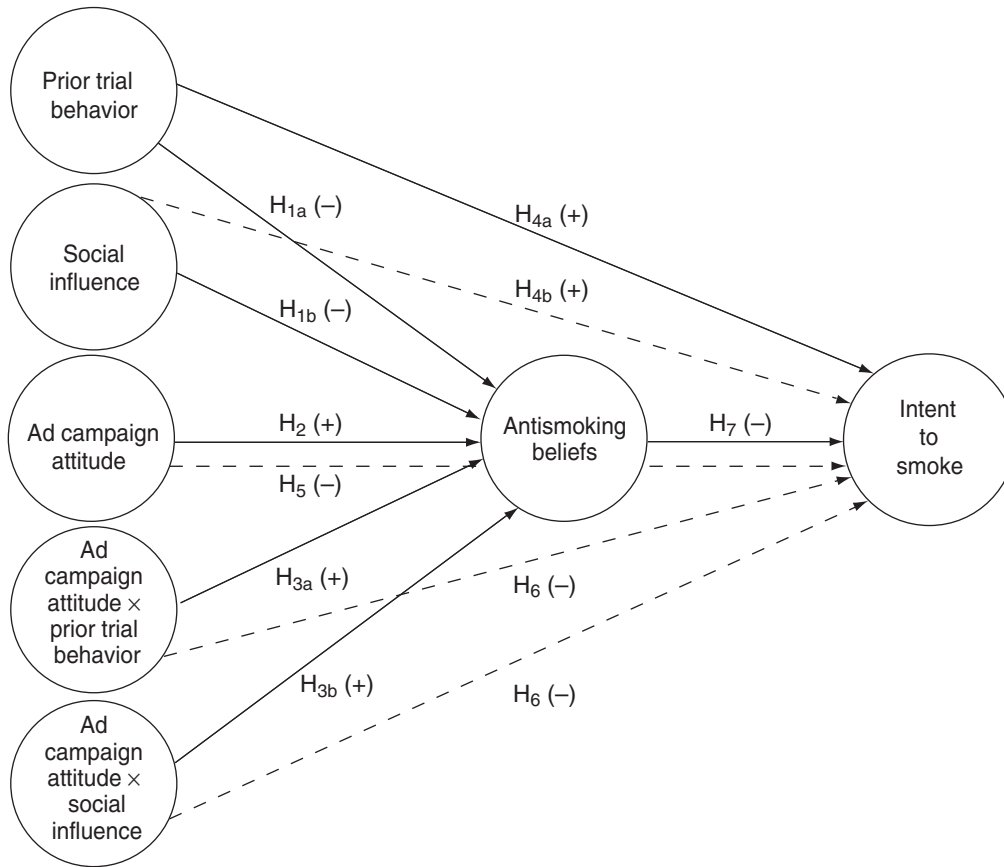 Prior trial
behavior
H1a (–)
H4a (+)
Social
influence
H4b (+)
H1b (–)
Ad campaign
attitude
H2 (+)
H5 (–)
Antismoking
beliefs
H7 (–)
Intent
to
smoke
Ad
campaign
attitude ×
prior trial
behavior
H3a (+)
H6 (–)
Ad
campaign
attitude ×
social
influence
H3b (+)
H6 (–)